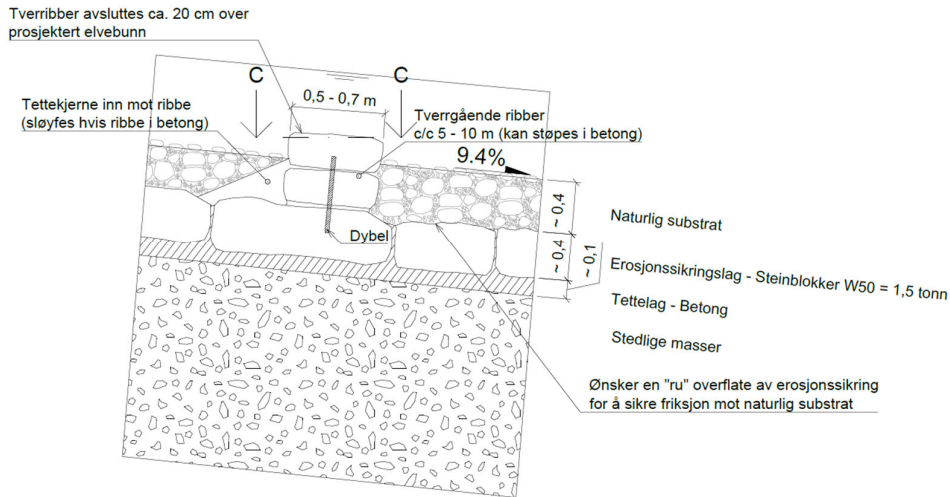 Tverribber avsluttes ca. 20 cm over
prosjektert elvebunn
C
C
0,5 - 0,7 m
Tettekjerne inn mot ribbe
(sløyfes hvis ribbe i betong)
Tverrgående ribber
c/c 5 - 10 m (kan støpes i betong)
9.4%
~ 0,4
Naturlig substrat
Dybel
~ 0,4
~ 0,1
Erosjonssikringslag - Steinblokker W50 = 1,5 tonn
Tettelag - Betong
Stedlige masser
Ønsker en "ru" overflate av erosjonssikring
for å sikre friksjon mot naturlig substrat